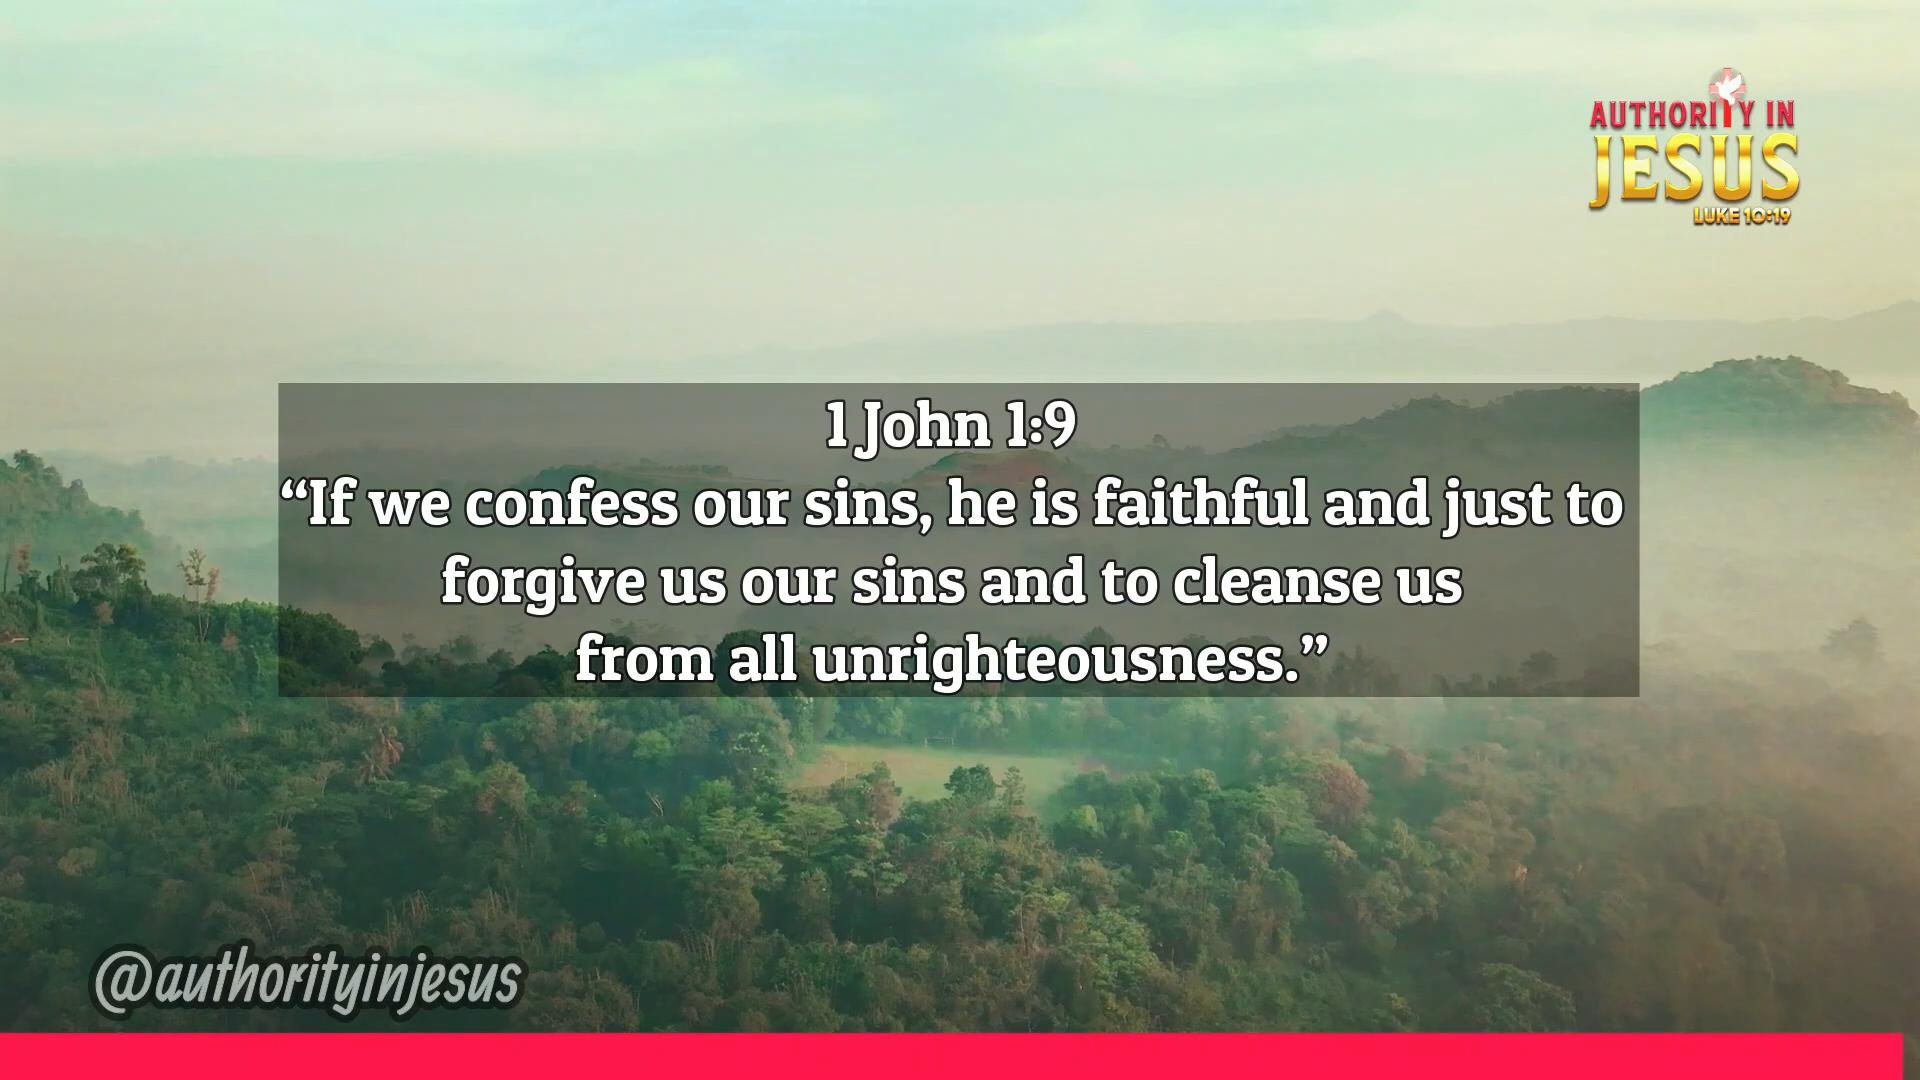 AUTHORITY IN
JESUS
LUKE 10:19
1 John 1:9
“If we confess our sins, he is faithful and just to
forgive us our sins and to cleanse us
from all unrighteousness.”
@authorityinjesus